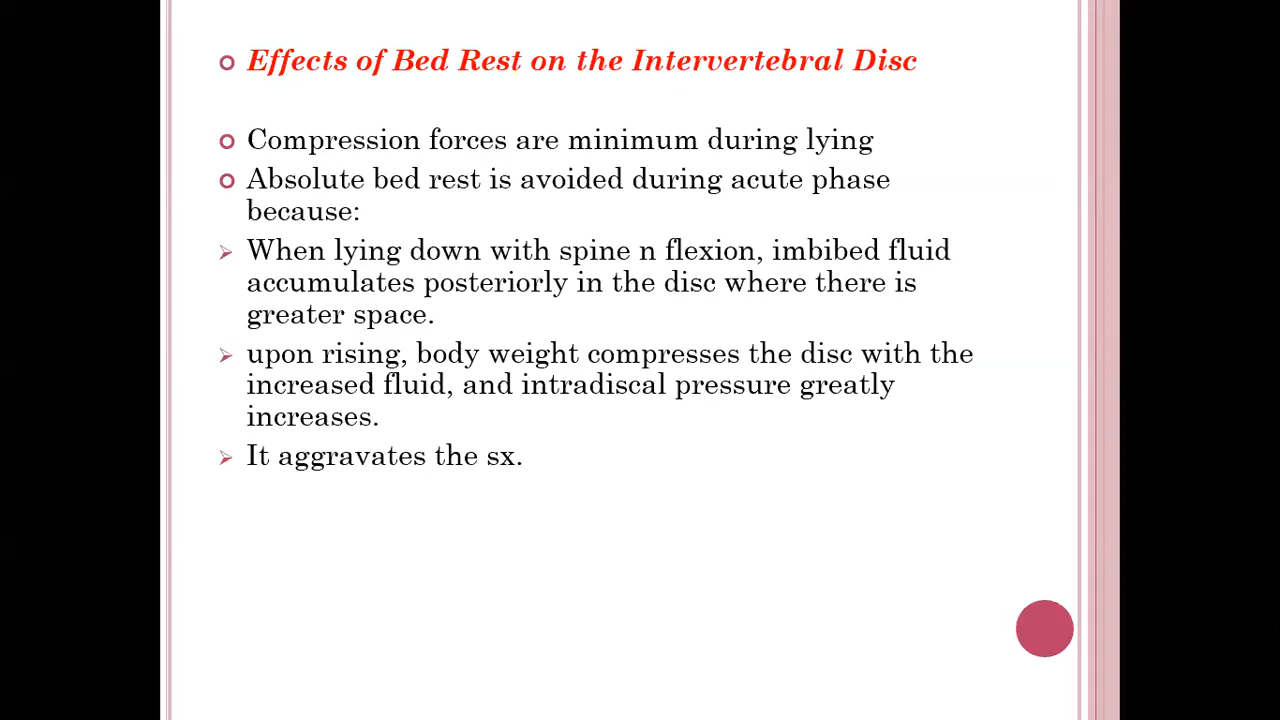 Effects of Bed Rest on the Intervertebral Disc
Compression forces are minimum during lying
Absolute bed rest is avoided during acute phase
because:
When lying down with spine n flexion, imbibed fluid
accumulates posteriorly in the disc where there is
greater space.
upon rising, body weight compresses the disc with the
increased fluid, and intradiscal pressure greatly
increases.
It aggravates the sx.